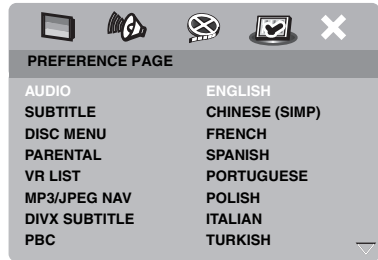 PREFERENCE PAGE
AUDIO ENGLISH
SUBTITLE CHINESE (SIMP)
DISC MENU FRENCH
PARENTAL SPANISH
VR LIST PORTUGUESE
MP3/JPEG NAV POLISH
DIVX SUBTITLE ITALIAN
PBC TURKISH